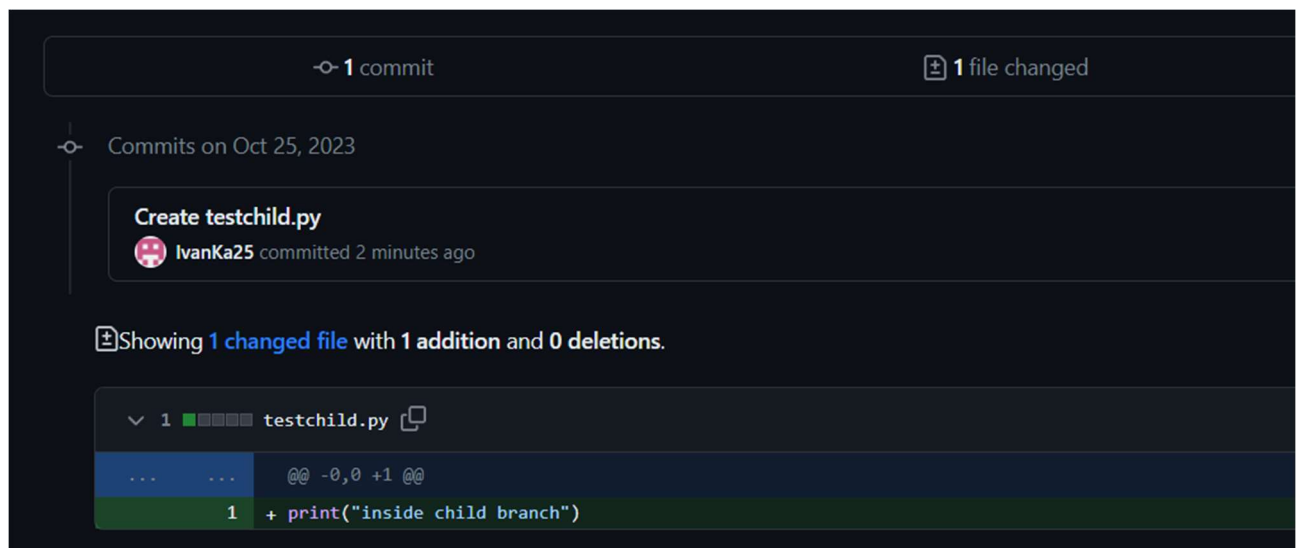 1 commit
1 file changed
Commits on Oct 25, 2023
Create testchild.py
IvanKa25 committed 2 minutes ago
Showing 1 changed file with 1 addition and 0 deletions.
1 testchild.py
... ... @@ -0,0 +1 @@
1 + print("inside child branch")